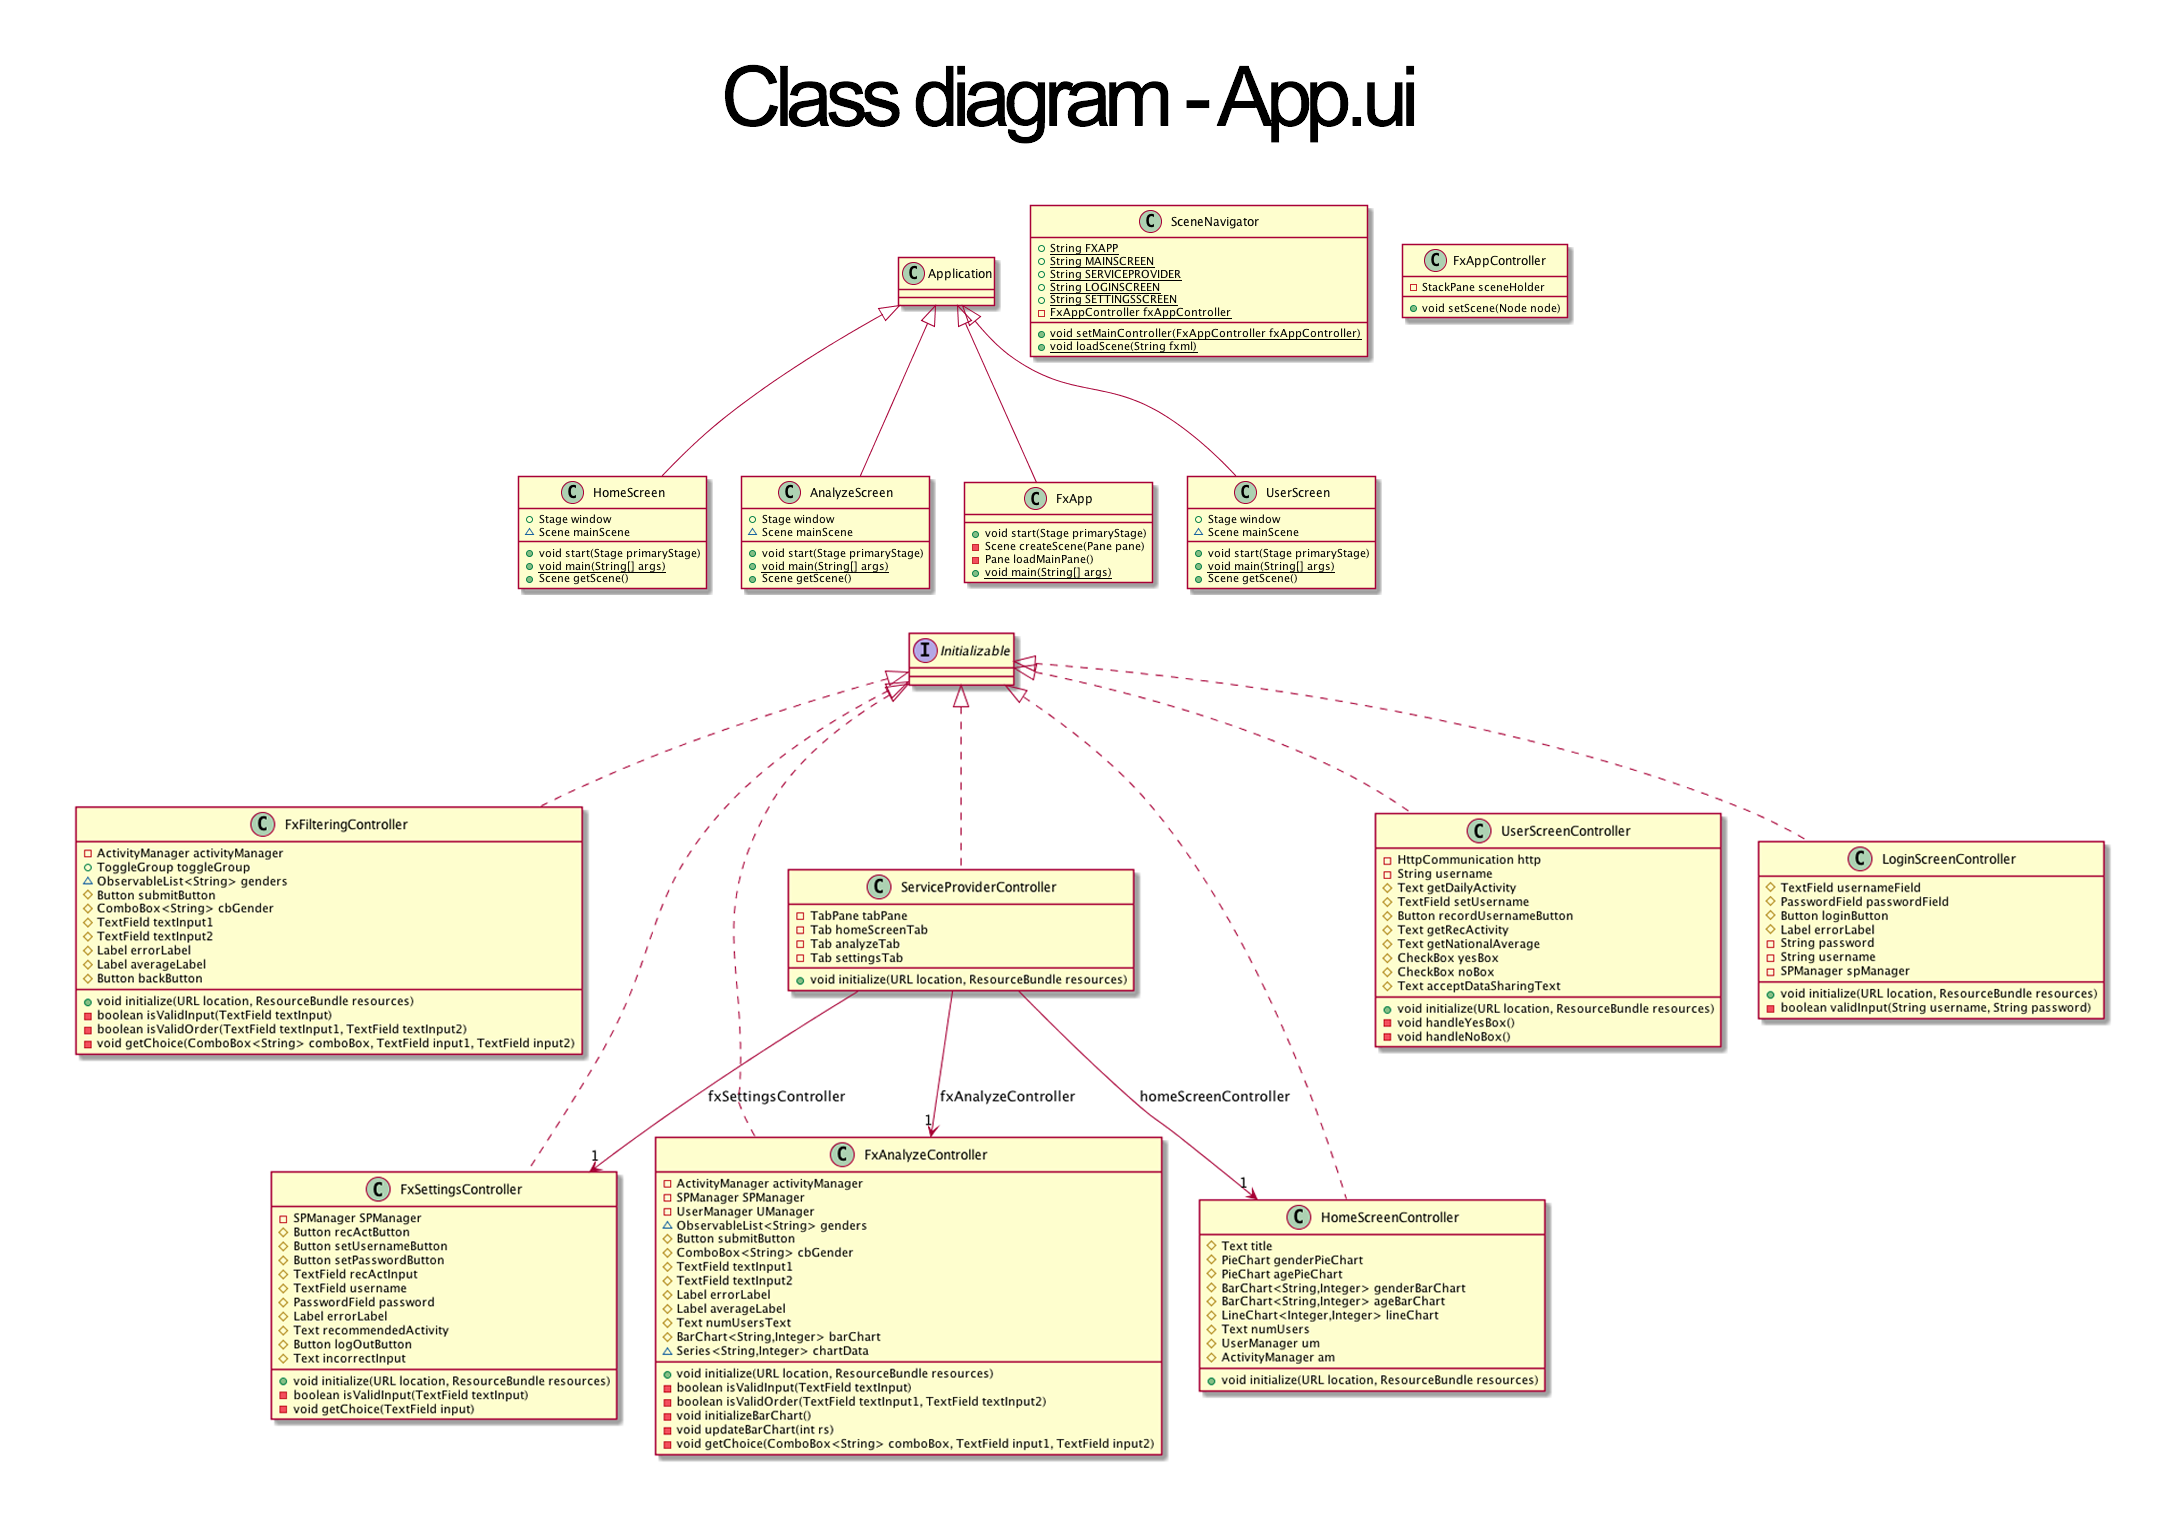 Class diagram - App.ui
C SceneNavigator
String FXAPP
String MAINSCREEN
String SERVICEPROVIDER
String LOGINSCREEN
String SETTINGSSCREEN
FxAppController fxAppController
void setMainController(FxAppController fxAppController)
void loadScene(String fxml)
C Application
C FxAppController
StackPane sceneHolder
void setScene(Node node)
C HomeScreen
Stage window
Scene mainScene
void start(Stage primaryStage)
void main(String[] args)
Scene getScene()
C AnalyzeScreen
Stage window
Scene mainScene
void start(Stage primaryStage)
void main(String[] args)
Scene getScene()
C FxApp
void start(Stage primaryStage)
Scene createScene(Pane pane)
Pane loadMainPane()
void main(String[] args)
C UserScreen
Stage window
Scene mainScene
void start(Stage primaryStage)
void main(String[] args)
Scene getScene()
I Initializable
C FxFilteringController
ActivityManager activityManager
ToggleGroup toggleGroup
ObservableList<String> genders
Button submitButton
ComboBox<String> cbGender
TextField textInput1
TextField textInput2
Label errorLabel
Label averageLabel
Button backButton
void initialize(URL location, ResourceBundle resources)
boolean isValidInput(TextField textInput)
boolean isValidOrder(TextField textInput1, TextField textInput2)
void getChoice(ComboBox<String> comboBox, TextField input1, TextField input2)
C ServiceProviderController
TabPane tabPane
Tab homeScreenTab
Tab analyzeTab
Tab settingsTab
void initialize(URL location, ResourceBundle resources)
C UserScreenController
HttpCommunication http
String username
Text getDailyActivity
TextField setUsername
Button recordUsernameButton
Text getRecActivity
Text getNationalAverage
CheckBox yesBox
CheckBox noBox
Text acceptDataSharingText
void initialize(URL location, ResourceBundle resources)
void handleYesBox()
void handleNoBox()
C LoginScreenController
TextField usernameField
PasswordField passwordField
Button loginButton
Label errorLabel
String password
String username
SPManager spManager
void initialize(URL location, ResourceBundle resources)
boolean validInput(String username, String password)
fxSettingsController
fxAnalyzeController
homeScreenController
1
1
1
C FxSettingsController
SPManager SPManager
Button recActButton
Button setUsernameButton
Button setPasswordButton
TextField recActInput
TextField username
PasswordField password
Label errorLabel
Text recommendedActivity
Button logOutButton
Text incorrectInput
void initialize(URL location, ResourceBundle resources)
boolean isValidInput(TextField textInput)
void getChoice(TextField input)
C FxAnalyzeController
ActivityManager activityManager
SPManager SPManager
UserManager UManager
ObservableList<String> genders
Button submitButton
ComboBox<String> cbGender
TextField textInput1
TextField textInput2
Label errorLabel
Label averageLabel
Text numUsersText
BarChart<String,Integer> barChart
Series<String,Integer> chartData
void initialize(URL location, ResourceBundle resources)
boolean isValidInput(TextField textInput)
boolean isValidOrder(TextField textInput1, TextField textInput2)
void initializeBarChart()
void updateBarChart(int rs)
void getChoice(ComboBox<String> comboBox, TextField input1, TextField input2)
C HomeScreenController
Text title
PieChart genderPieChart
PieChart agePieChart
BarChart<String,Integer> genderBarChart
BarChart<String,Integer> ageBarChart
LineChart<Integer,Integer> lineChart
Text numUsers
UserManager um
ActivityManager am
void initialize(URL location, ResourceBundle resources)